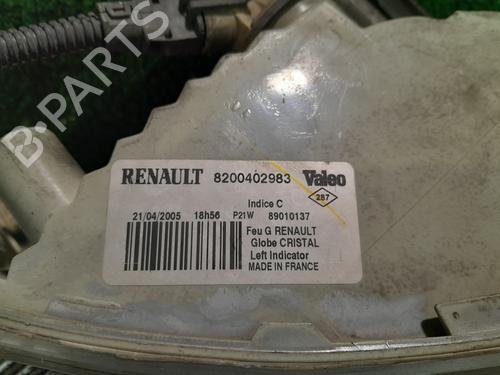 B-PARTS
RENAULT 8200402983 Valeo
Indice C 287
21/04/2005 18h56 P21W 89010137
Feu G RENAULT
Globe CRISTAL
Left Indicator
MADE IN FRANCE